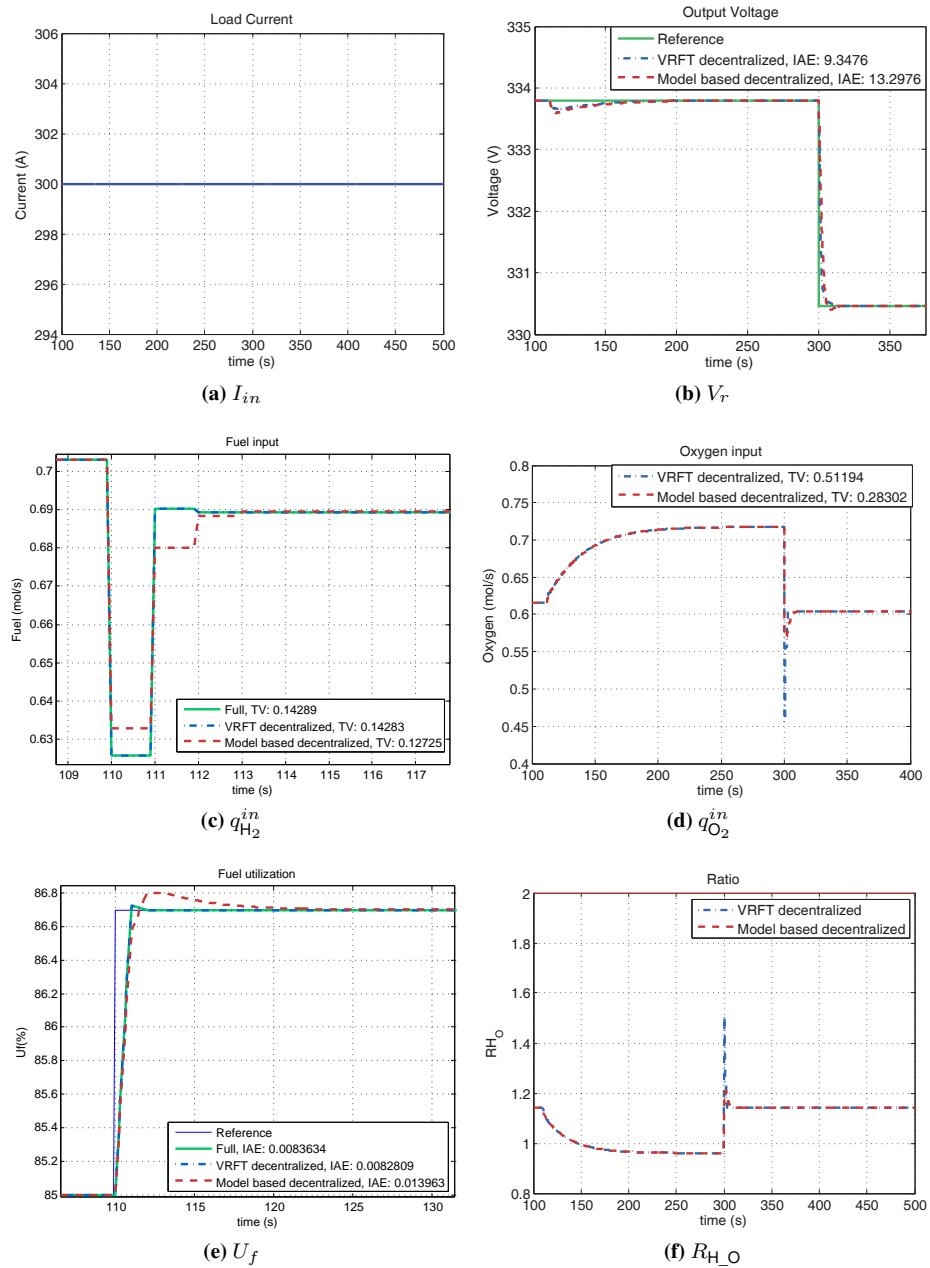 Load Current
306
304
302
300
298
296
294
100 150 200 250 300 350 400 450 500
Current (A)
time (s)
(a) I_{in}
Output Voltage
Reference
VRFT decentralized, IAE: 9.3476
Model based decentralized, IAE: 13.2976
335
334
333
332
331
330
100 150 200 250 300 350
Voltage (V)
time (s)
(b) V_r
Fuel input
0.7
0.69
0.68
0.67
0.66
0.65
0.64
0.63
109 110 111 112 113 114 115 116 117
Fuel (mol/s)
time (s)
Full, TV: 0.14289
VRFT decentralized, TV: 0.14283
Model based decentralized, TV: 0.12725
(c) q_{H_2}^{in}
Oxygen input
VRFT decentralized, TV: 0.51194
Model based decentralized, TV: 0.28302
0.8
0.75
0.7
0.65
0.6
0.55
0.5
0.45
0.4
100 150 200 250 300 350 400
Oxygen (mol/s)
time (s)
(d) q_{O_2}^{in}
Fuel utilization
86.8
86.6
86.4
86.2
86
85.8
85.6
85.4
85.2
85
110 115 120 125 130
Uf(%)
time (s)
Reference
Full, IAE: 0.0083634
VRFT decentralized, IAE: 0.0082809
Model based decentralized, IAE: 0.013963
(e) U_f
Ratio
VRFT decentralized
Model based decentralized
2
1.8
1.6
1.4
1.2
1
0.8
100 150 200 250 300 350 400 450 500
RH_O
time (s)
(f) R_{H_O}